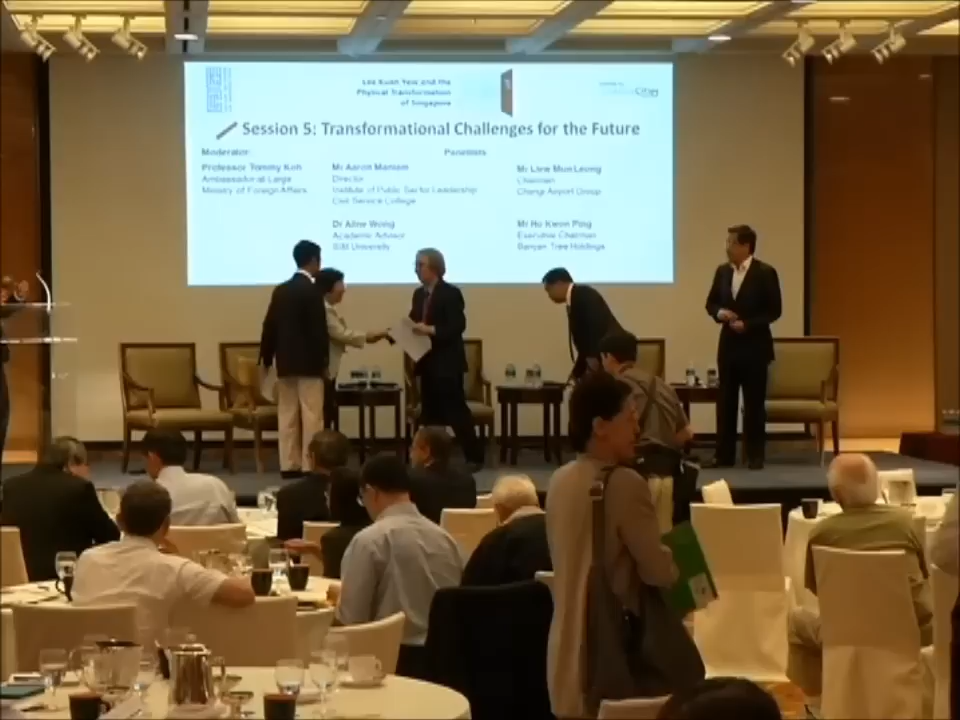 Lee Kuan Yew and the
Physical Transformation
of Singapore
Session 5: Transformational Challenges for the Future
Moderator:
Panelists
Professor Tommy Koh
Ambassador-at-Large
Ministry of Foreign Affairs
Mr Aaron Maniam
Director
Institute of Public Sector Leadership
Civil Service College
Mr Liew Mun Leong
Chairman
Changi Airport Group
Dr Aline Wong
Academic Advisor
SIM University
Mr Ho Kwon Ping
Executive Chairman
Banyan Tree Holdings